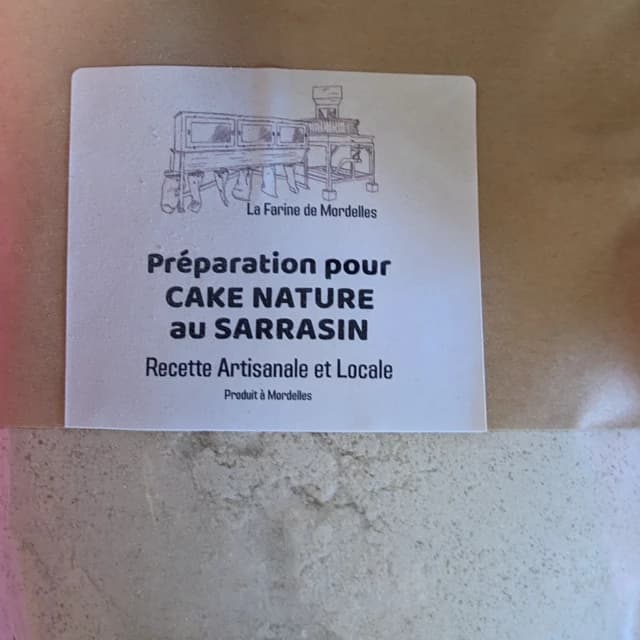 La Farine de Mordelles
Préparation pour
CAKE NATURE
au SARRASIN
Recette Artisanale et Locale
Produit à Mordelles